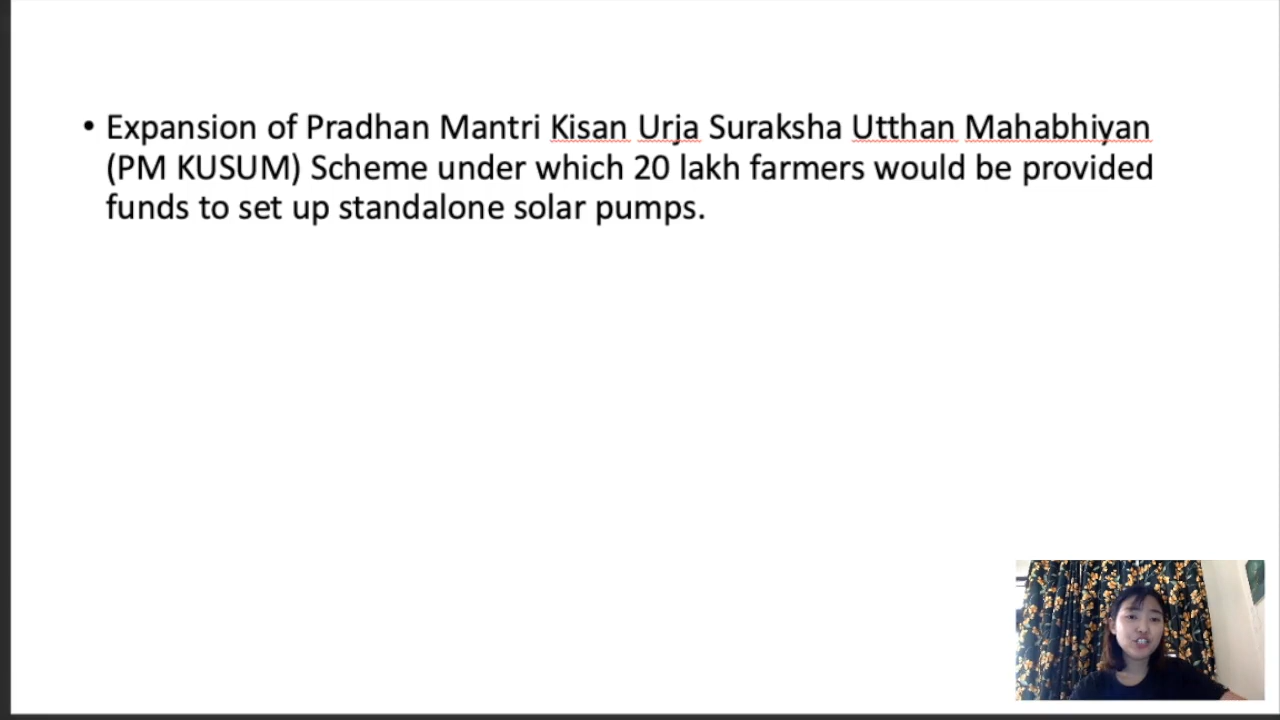 • Expansion of Pradhan Mantri Kisan Urja Suraksha Utthan Mahabhiyan
(PM KUSUM) Scheme under which 20 lakh farmers would be provided
funds to set up standalone solar pumps.